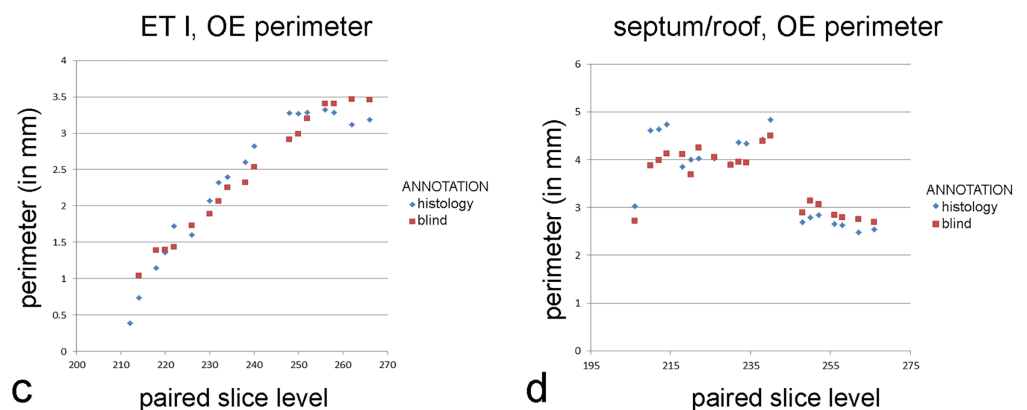 ET I, OE perimeter
perimeter (in mm)
4
3.5
3
2.5
2
1.5
1
0.5
0
200 210 220 230 240 250 260 270
paired slice level
ANNOTATION
histology
blind
c
septum/roof, OE perimeter
perimeter (in mm)
6
5
4
3
2
1
0
195 215 235 255 275
paired slice level
ANNOTATION
histology
blind
d